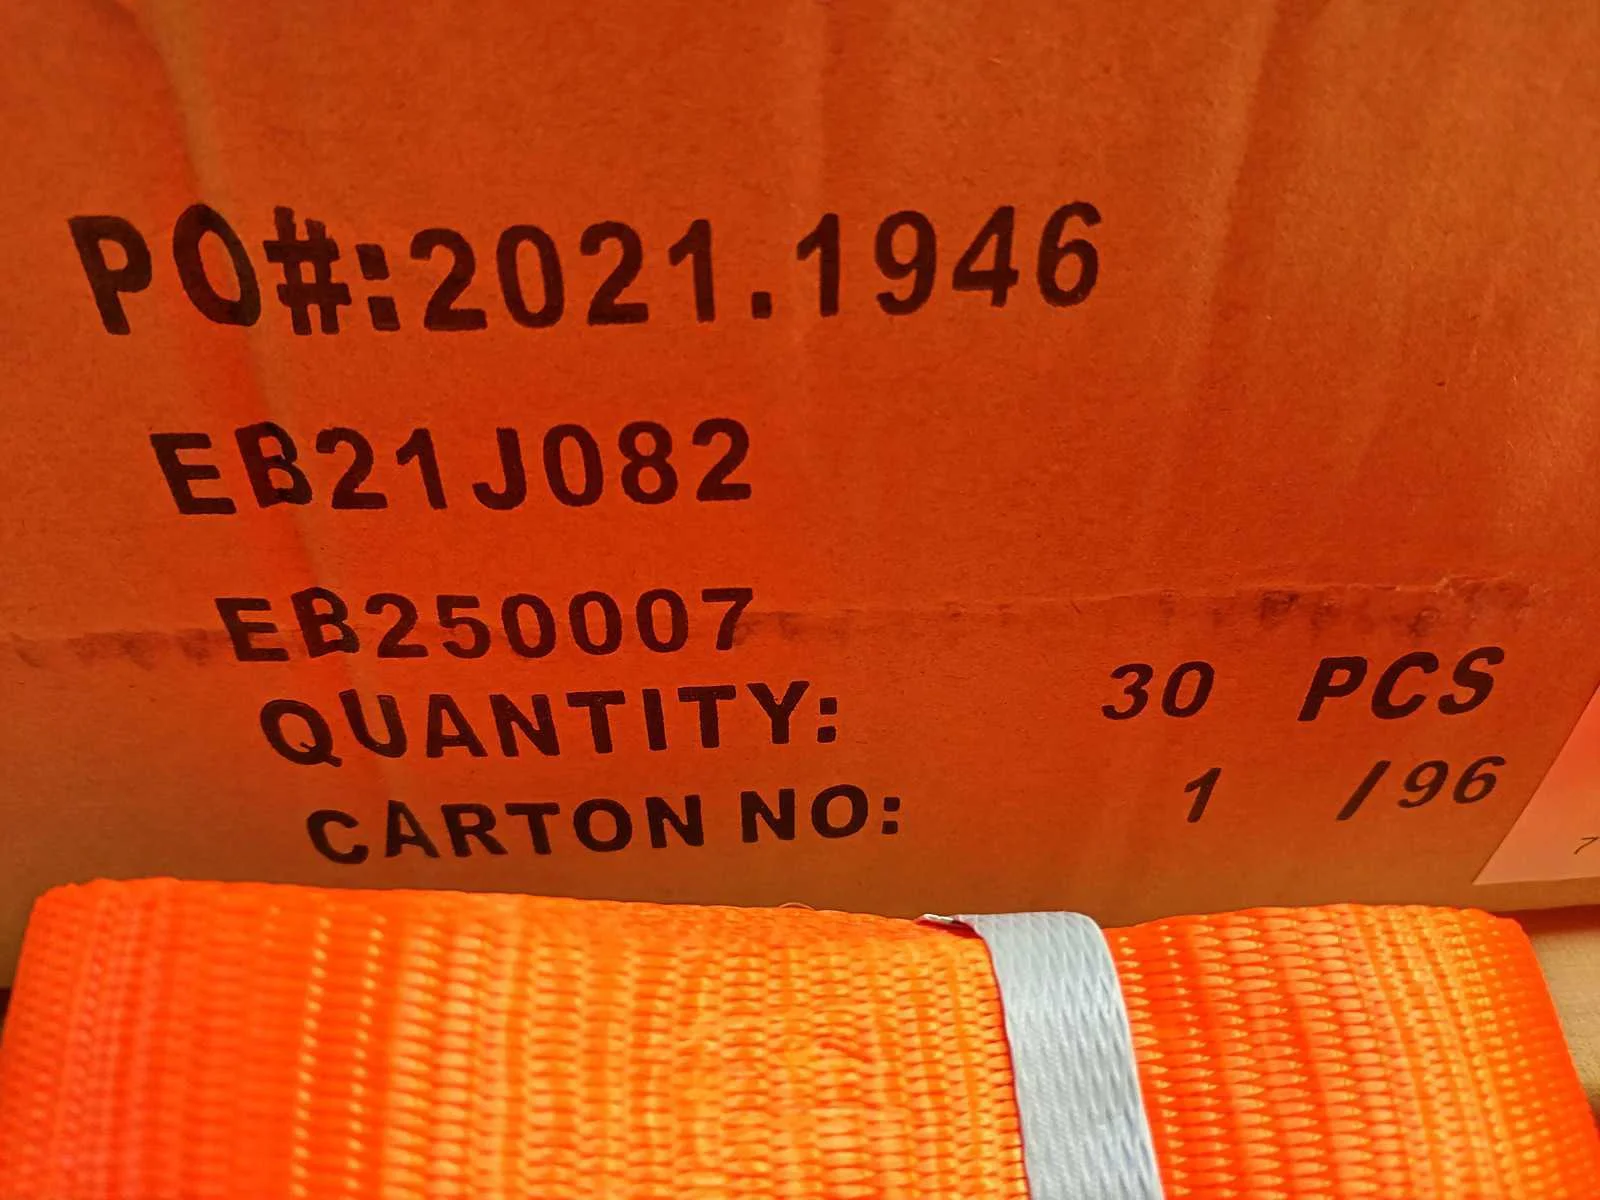 PO#:2021.1946
EB21J082
EB250007
QUANTITY: 30 PCS
CARTON NO: 1 /96